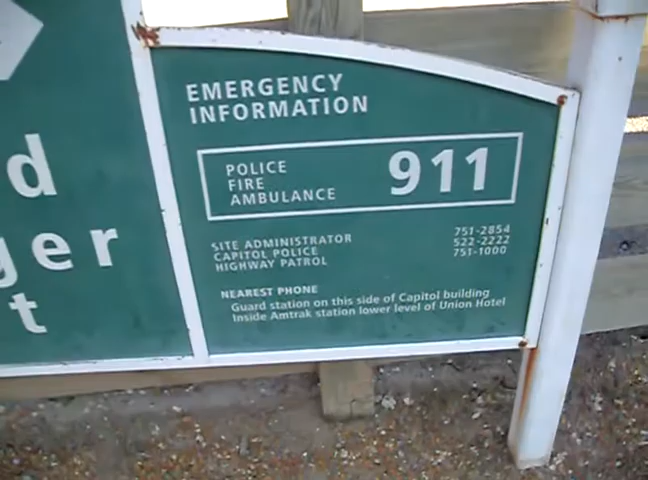 EMERGENCY
INFORMATION
POLICE
FIRE
AMBULANCE
911
SITE ADMINISTRATOR 751-2854
CAPITOL POLICE 522-2222
HIGHWAY PATROL 751-1000
NEAREST PHONE
Guard station on this side of Capitol building
Inside Amtrak station lower level of Union Hotel